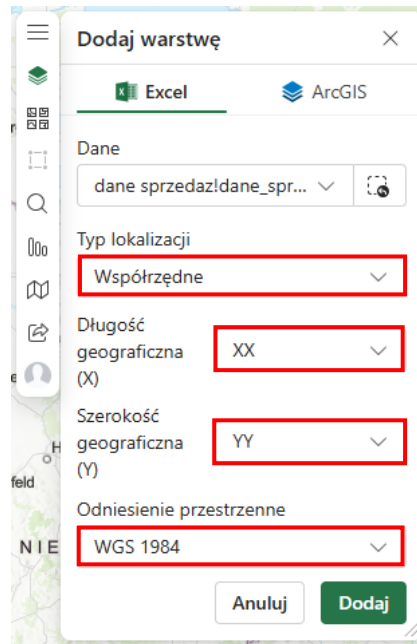 Dodaj warstwę
Excel
ArcGIS
Dane
dane sprzedaz!dane_spr...
Typ lokalizacji
Współrzędne
Długość
geograficzna
(X)
XX
Szerokość
geograficzna
(Y)
YY
Odniesienie przestrzenne
WGS 1984
Anuluj
Dodaj
H
feld
NIE